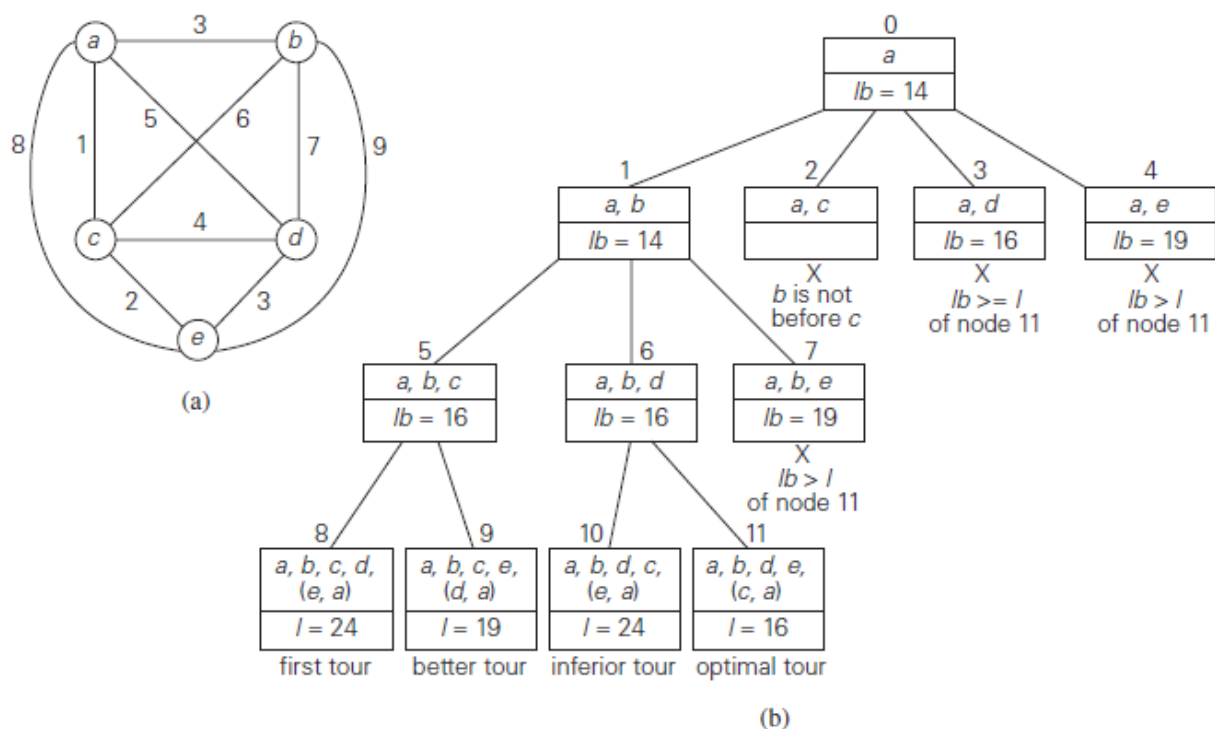 3
a
b
8
1
5
6
7
9
4
c
d
2
3
e
(a)
0
a
lb = 14
1
2
3
4
a, b
a, c
a, d
a, e
lb = 14
lb = 16
lb = 19
X
X
X
b is not
before c
lb >= l
of node 11
lb > l
of node 11
5
6
7
a, b, c
a, b, d
a, b, e
lb = 16
lb = 16
lb = 19
X
lb > l
of node 11
8
9
10
11
a, b, c, d,
(e, a)
l = 24
first tour
a, b, c, e,
(d, a)
l = 19
better tour
a, b, d, c,
(e, a)
l = 24
inferior tour
a, b, d, e,
(c, a)
l = 16
optimal tour
(b)